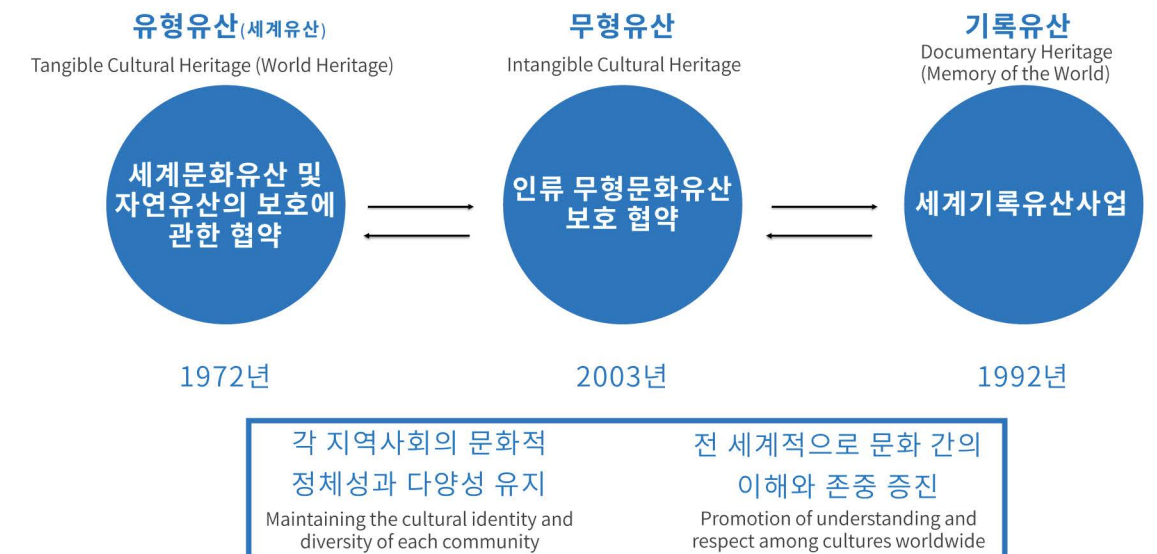 유형유산(세계유산)
Tangible Cultural Heritage (World Heritage)
세계문화유산 및
자연유산의 보호에
관한 협약
1972년
무형유산
Intangible Cultural Heritage
인류 무형문화유산
보호 협약
2003년
기록유산
Documentary Heritage
(Memory of the World)
세계기록유산사업
1992년
각 지역사회의 문화적
정체성과 다양성 유지
Maintaining the cultural identity and
diversity of each community
전 세계적으로 문화 간의
이해와 존중 증진
Promotion of understanding and
respect among cultures worldwide